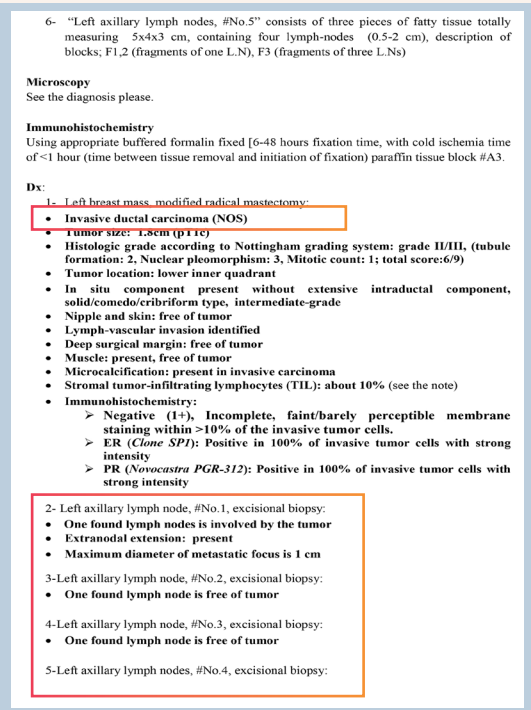 6- “Left axillary lymph nodes, #No.5” consists of three pieces of fatty tissue totally
measuring 5x4x3 cm, containing four lymph-nodes (0.5-2 cm), description of
blocks; F1,2 (fragments of one L.N), F3 (fragments of three L.Ns)
Microscopy
See the diagnosis please.
Immunohistochemistry
Using appropriate buffered formalin fixed [6-48 hours fixation time, with cold ischemia time
of <1 hour (time between tissue removal and initiation of fixation) paraffin tissue block #A3.
Dx:
1- Left breast mass, modified radical mastectomy:
• Invasive ductal carcinoma (NOS)
• Tumor size: 1.8cm (pT1c)
• Histologic grade according to Nottingham grading system: grade II/III, (tubule
formation: 2, Nuclear pleomorphism: 3, Mitotic count: 1; total score:6/9)
• Tumor location: lower inner quadrant
• In situ component present without extensive intraductal component,
solid/comedo/cribriform type, intermediate-grade
• Nipple and skin: free of tumor
• Lymph-vascular invasion identified
• Deep surgical margin: free of tumor
• Muscle: present, free of tumor
• Microcalcification: present in invasive carcinoma
• Stromal tumor-infiltrating lymphocytes (TIL): about 10% (see the note)
• Immunohistochemistry:
➢ Negative (1+), Incomplete, faint/barely perceptible membrane
staining within >10% of the invasive tumor cells.
➢ ER (Clone SP1): Positive in 100% of invasive tumor cells with strong
intensity
➢ PR (Novocastra PGR-312): Positive in 100% of invasive tumor cells with
strong intensity
2- Left axillary lymph node, #No.1, excisional biopsy:
• One found lymph nodes is involved by the tumor
• Extranodal extension: present
• Maximum diameter of metastatic focus is 1 cm
3-Left axillary lymph node, #No.2, excisional biopsy:
• One found lymph node is free of tumor
4-Left axillary lymph node, #No.3, excisional biopsy:
• One found lymph node is free of tumor
5-Left axillary lymph nodes, #No.4, excisional biopsy: